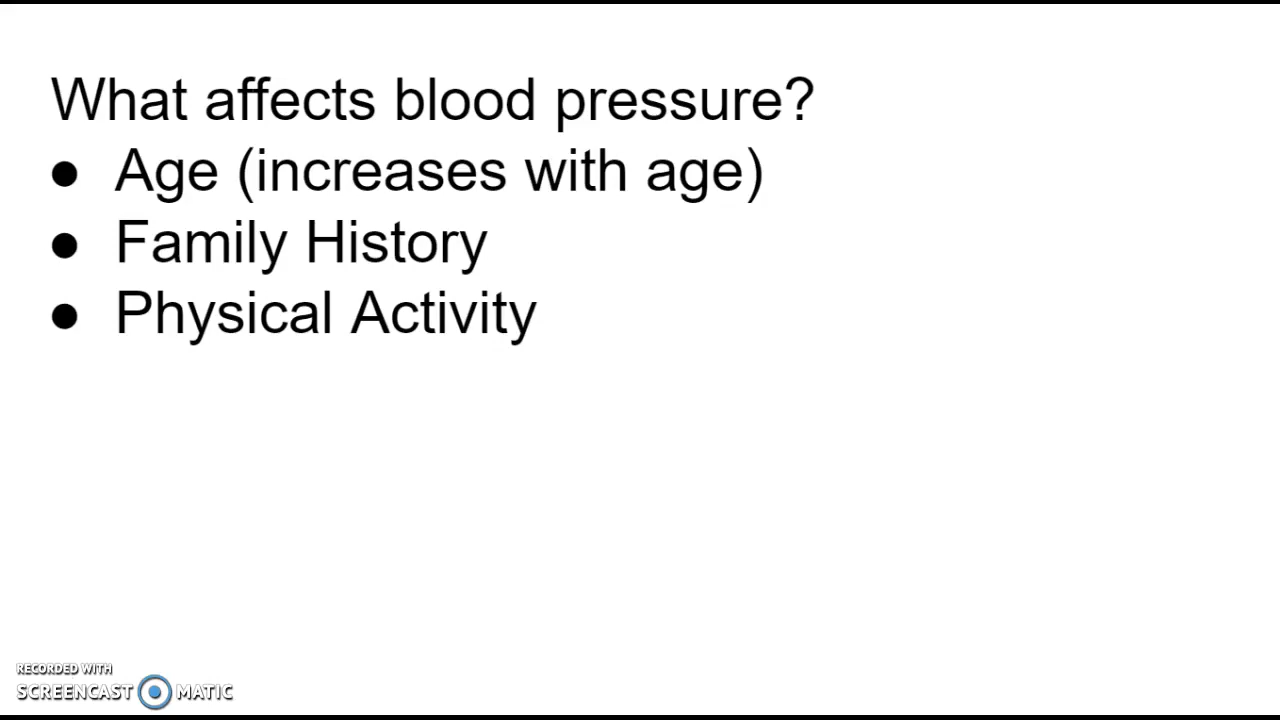 What affects blood pressure?
● Age (increases with age)
● Family History
● Physical Activity
RECORDED WITH
SCREENCAST MATIC